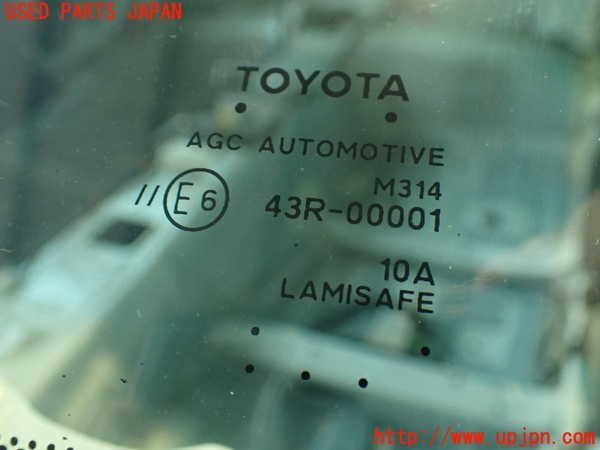 USED PARTS JAPAN
TOYOTA
AGC AUTOMOTIVE
M314
// E6 43R-00001
10A
LAMISAFE
http://www.upjpn.com/